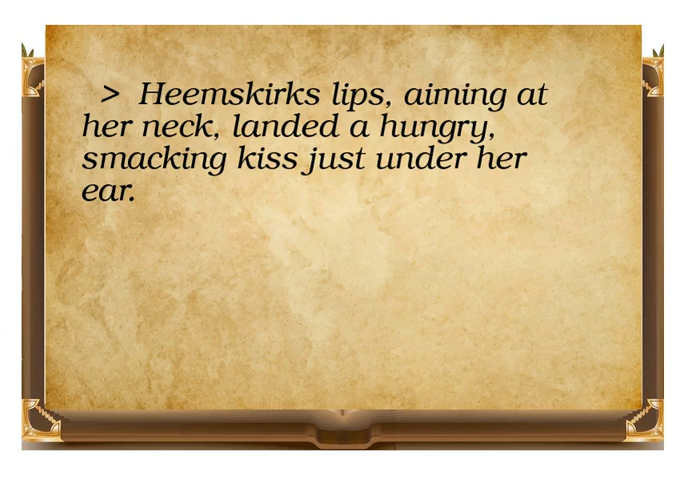 > Heemskirks lips, aiming at
her neck, landed a hungry,
smacking kiss just under her
ear.